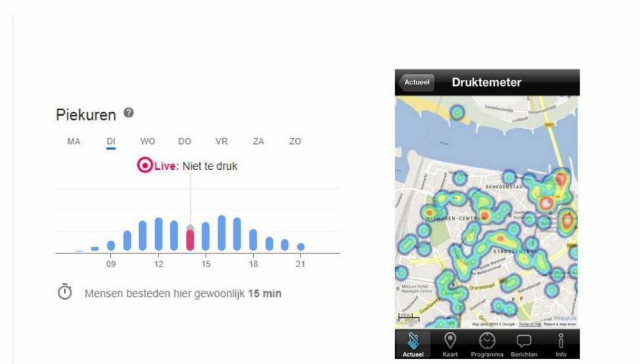 Piekuren
MA DI WO DO VR ZA ZO
Live: Niet te druk
09 12 15 18 21
Mensen besteden hier gewoonlijk 15 min
Actueel Druktemeter
BENEDENSTAD
Actueel Kaart Programma Berichten Info